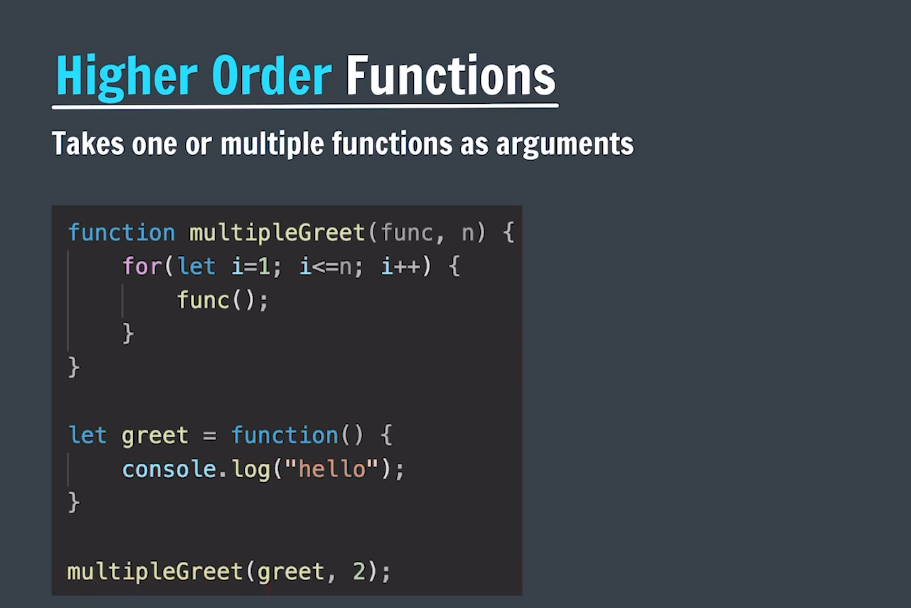 Higher Order Functions
Takes one or multiple functions as arguments
function multipleGreet(func, n) {
    for(let i=1; i<=n; i++) {
        func();
    }
}
let greet = function() {
    console.log("hello");
}
multipleGreet(greet, 2);